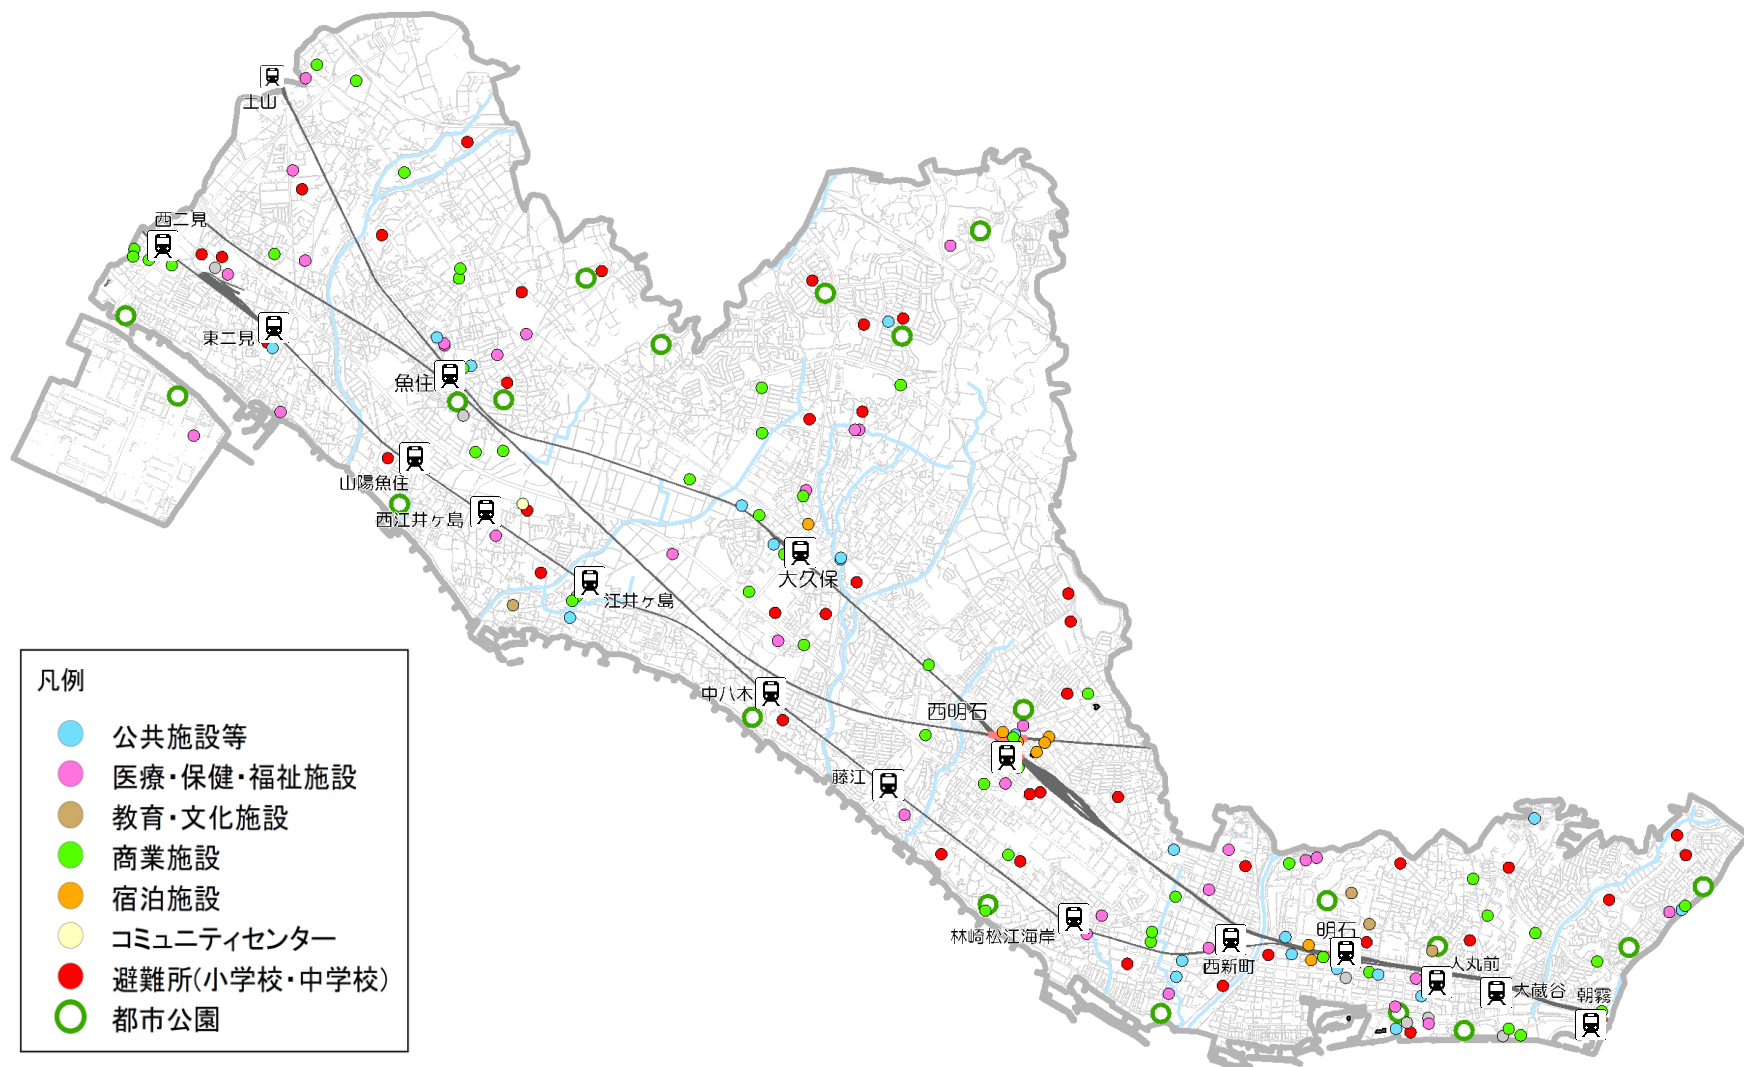 土山
西二見
東二見
魚住
山陽魚住
西江井ヶ島
江井ヶ島
大久保
中八木
西明石
藤江
林崎松江海岸
西新町
明石
人丸前
大蔵谷
朝霧
凡例
公共施設等
医療・保健・福祉施設
教育・文化施設
商業施設
宿泊施設
コミュニティセンター
避難所(小学校・中学校)
都市公園